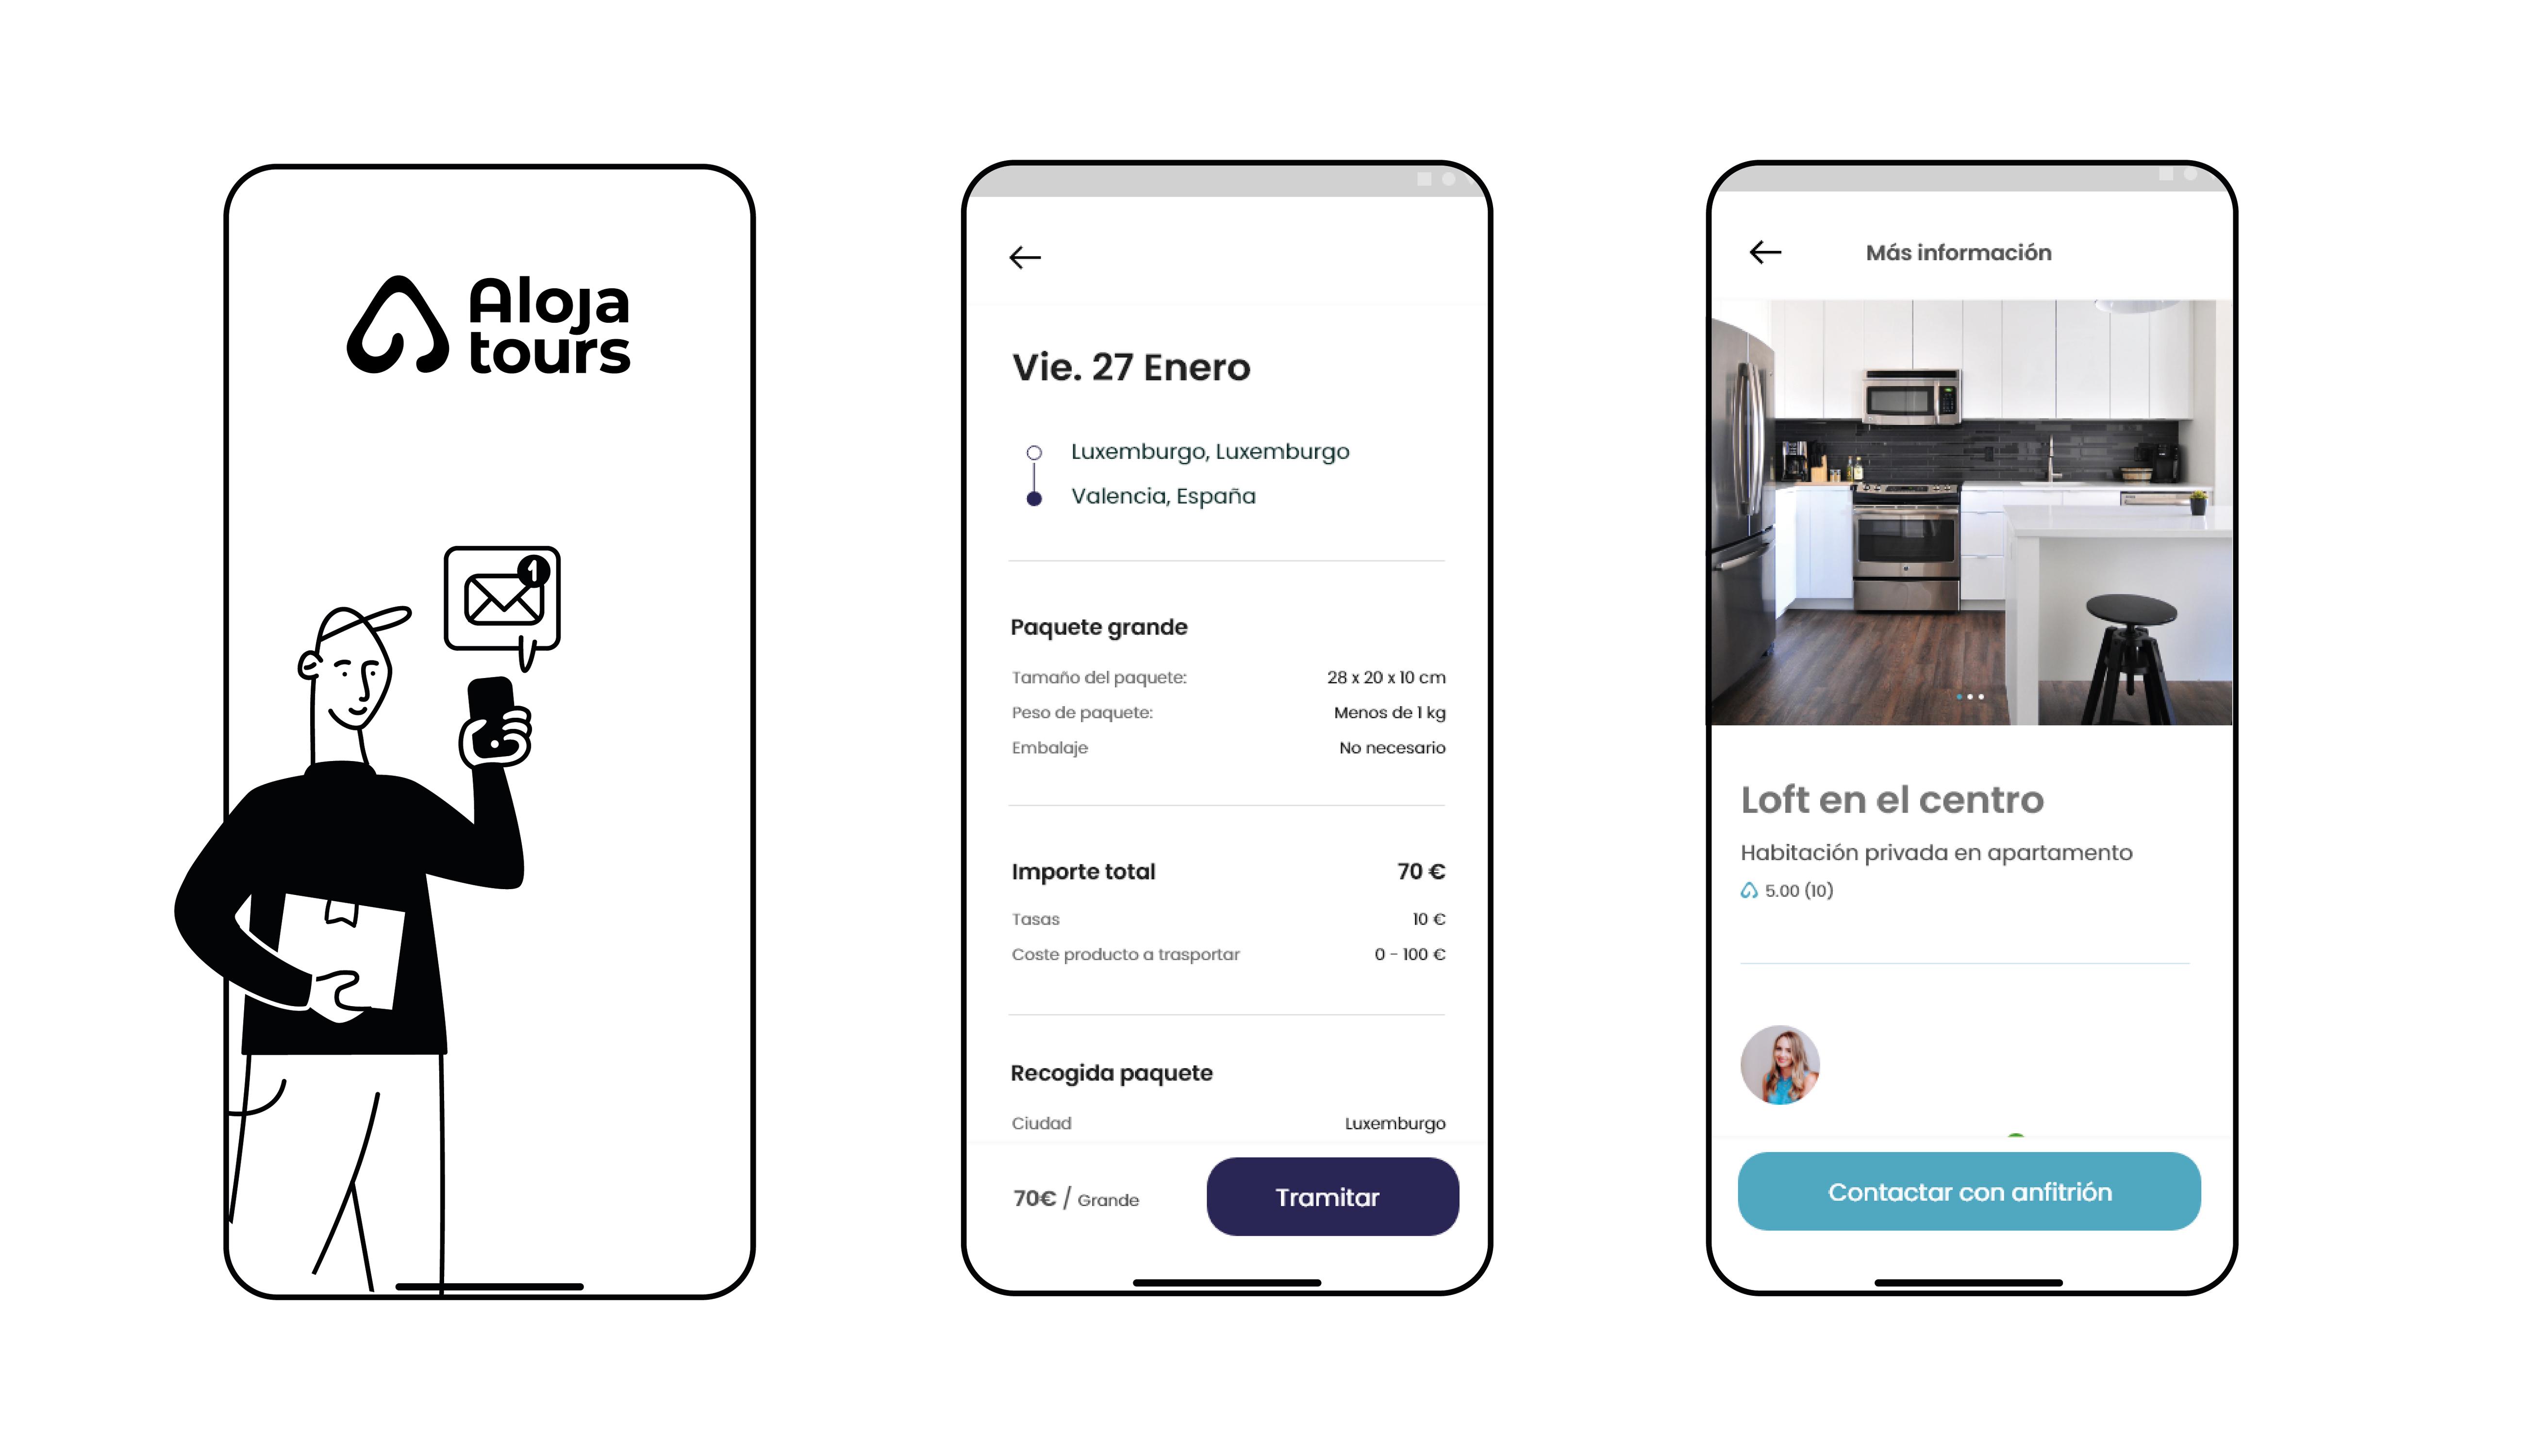 Aloja
tours
1
Vie. 27 Enero
Luxemburgo, Luxemburgo
Valencia, España
Paquete grande
Tamaño del paquete: 28 x 20 x 10 cm
Peso de paquete: Menos de 1 kg
Embalaje No necesario
Importe total 70 €
Tasas 10 €
Coste producto a trasportar 0 - 100 €
Recogida paquete
Ciudad Luxemburgo
70€ / Grande Tramitar
Más información
Loft en el centro
Habitación privada en apartamento
5.00 (10)
Contactar con anfitrión